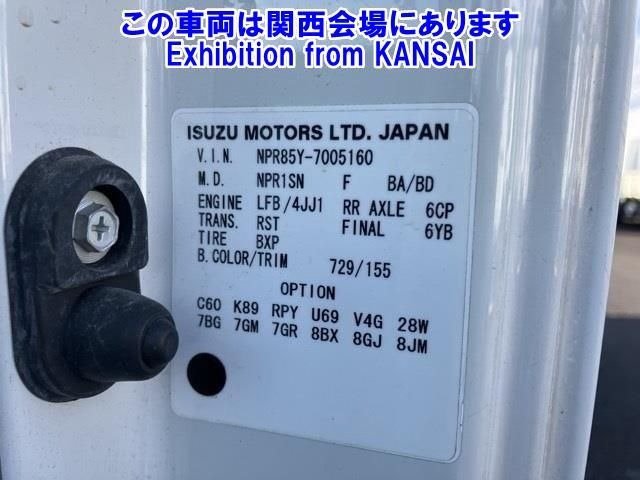 この車両は関西会場にあります
Exhibition from KANSAI
ISUZU MOTORS LTD. JAPAN
V.I.N. NPR85Y-7005160
M.D. NPR1SN F BA/BD
ENGINE LFB/4JJ1 RR AXLE 6CP
TRANS. RST FINAL 6YB
TIRE BXP
B.COLOR/TRIM 729/155
OPTION
C60 K89 RPY U69 V4G 28W
7BG 7GM 7GR 8BX 8GJ 8JM